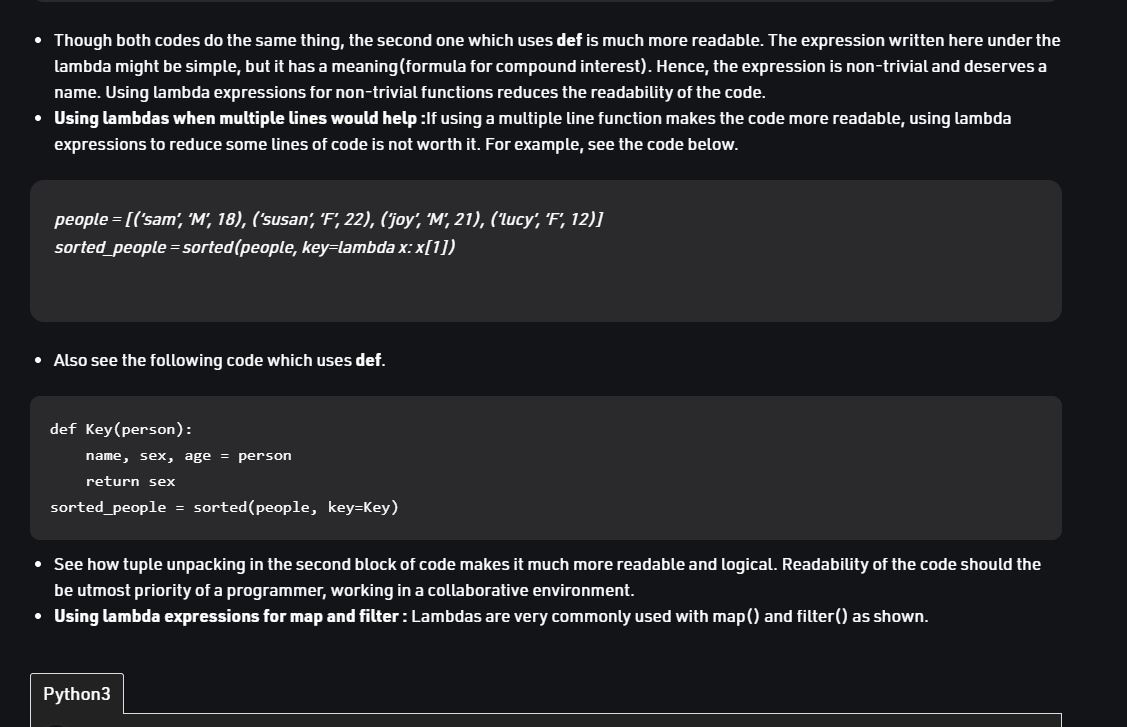 • Though both codes do the same thing, the second one which uses def is much more readable. The expression written here under the
lambda might be simple, but it has a meaning(formula for compound interest). Hence, the expression is non-trivial and deserves a
name. Using lambda expressions for non-trivial functions reduces the readability of the code.
• Using lambdas when multiple lines would help :If using a multiple line function makes the code more readable, using lambda
expressions to reduce some lines of code is not worth it. For example, see the code below.
people = [(‘sam’, ‘M’, 18), (‘susan’, ‘F’, 22), (‘joy’, ‘M’, 21), (‘lucy’, ‘F’, 12)]
sorted_people = sorted(people, key=lambda x: x[1])
• Also see the following code which uses def.
def Key(person):
    name, sex, age = person
    return sex
sorted_people = sorted(people, key=Key)
• See how tuple unpacking in the second block of code makes it much more readable and logical. Readability of the code should the
be utmost priority of a programmer, working in a collaborative environment.
• Using lambda expressions for map and filter : Lambdas are very commonly used with map() and filter() as shown.
Python3